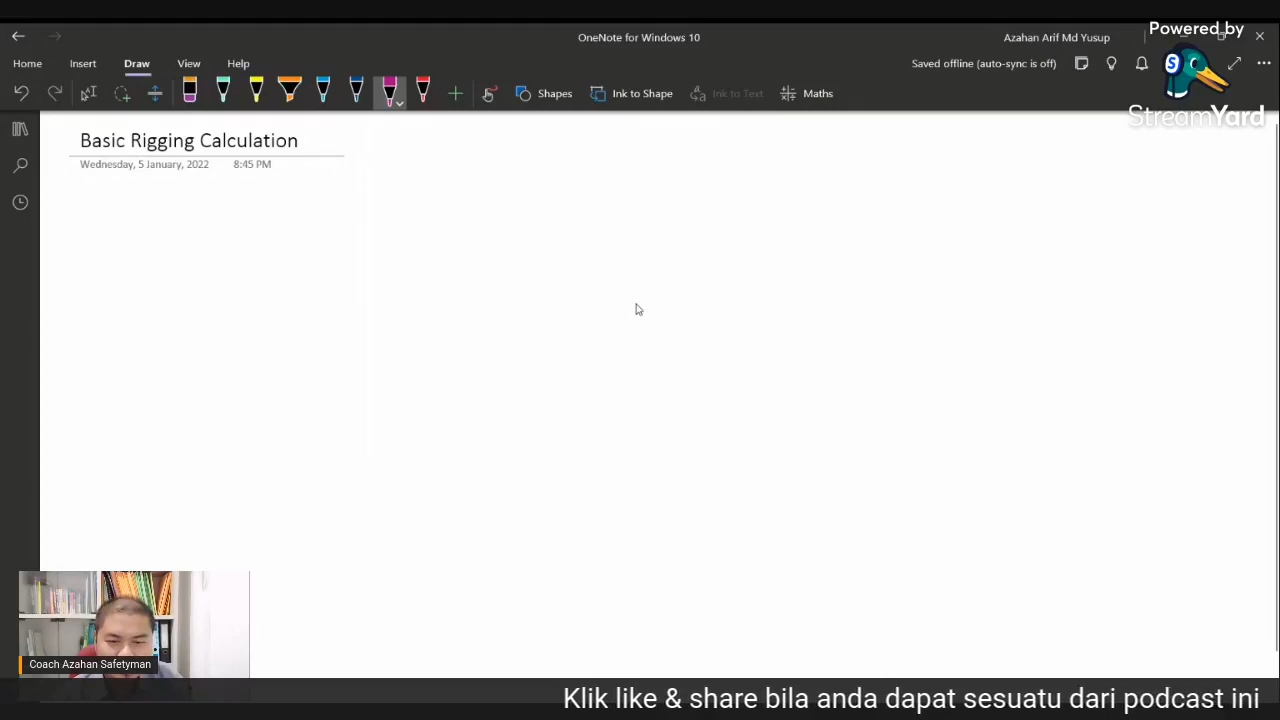 Powered by
OneNote for Windows 10
Azahan Arif Md Yusup
Home Insert Draw View Help
Saved offline (auto-sync is off)
StreamYard
Shapes Ink to Shape Ink to Text Maths
Basic Rigging Calculation
Wednesday, 5 January, 2022 8:45 PM
Coach Azahan Safetyman
Klik like & share bila anda dapat sesuatu dari podcast ini